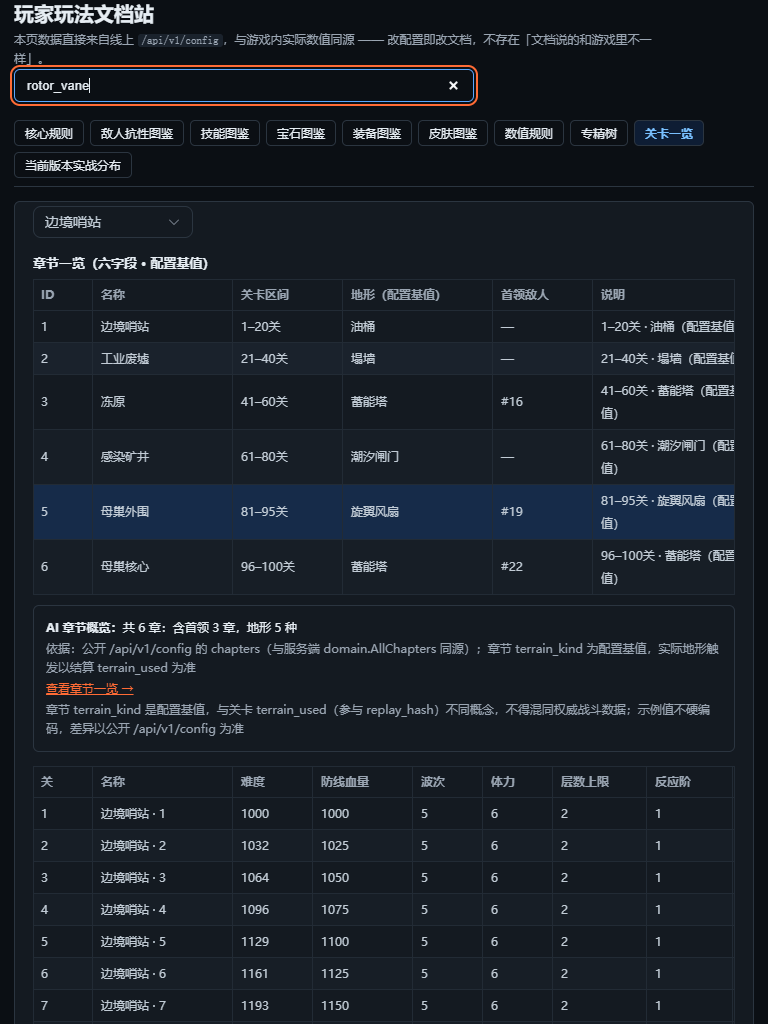 玩家玩法文档站
本页数据直接来自线上 /api/v1/config，与游戏内实际数值同源 —— 改配置即改文档，不存在「文档说的和游戏里不一
样」。
rotor_vane ×
核心规则 敌人抗性图鉴 技能图鉴 宝石图鉴 装备图鉴 皮肤图鉴 数值规则 专精树 关卡一览
当前版本实战分布
边境哨站
章节一览（六字段 • 配置基值）
ID 名称 关卡区间 地形（配置基值） 首领敌人 说明
1 边境哨站 1–20关 油桶 — 1–20关 · 油桶（配置基值
2 工业废墟 21–40关 塌墙 — 21–40关 · 塌墙（配置基
3 冻原 41–60关 蓄能塔 #16 41–60关 · 蓄能塔（配置基
值）
4 感染矿井 61–80关 潮汐闸门 — 61–80关 · 潮汐闸门（配
值）
5 母巢外围 81–95关 旋翼风扇 #19 81–95关 · 旋翼风扇（配
值）
6 母巢核心 96–100关 蓄能塔 #22 96–100关 · 蓄能塔（配置
值）
AI 章节概览：共 6 章：含首领 3 章，地形 5 种
依据：公开 /api/v1/config 的 chapters（与服务端 domain.AllChapters 同源）；章节 terrain_kind 为配置基值，实际地形触
发以结算 terrain_used 为准
查看章节一览 →
章节 terrain_kind 是配置基值，与关卡 terrain_used（参与 replay_hash）不同概念，不得混同权威战斗数据；示例值不硬编
码，差异以公开 /api/v1/config 为准
关 名称 难度 防线血量 波次 体力 层数上限 反应阶
1 边境哨站 · 1 1000 1000 5 6 2 1
2 边境哨站 · 2 1032 1025 5 6 2 1
3 边境哨站 · 3 1064 1050 5 6 2 1
4 边境哨站 · 4 1096 1075 5 6 2 1
5 边境哨站 · 5 1129 1100 5 6 2 1
6 边境哨站 · 6 1161 1125 5 6 2 1
7 边境哨站 · 7 1193 1150 5 6 2 1